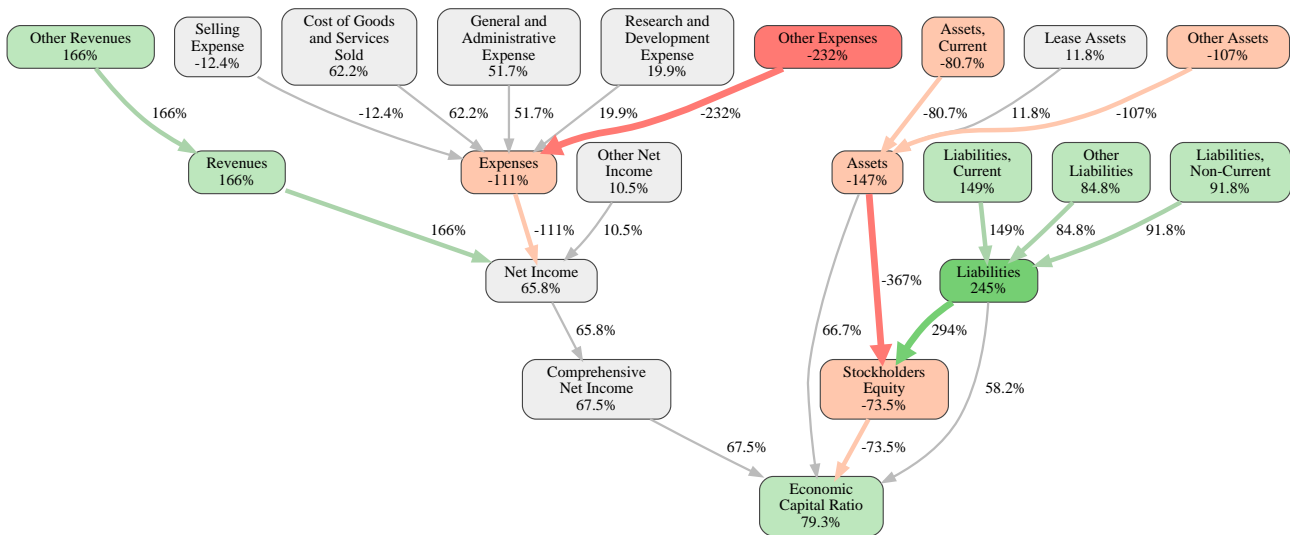 Other Revenues
166%
Selling
Expense
-12.4%
Cost of Goods
and Services
Sold
62.2%
General and
Administrative
Expense
51.7%
Research and
Development
Expense
19.9%
Other Expenses
-232%
Assets,
Current
-80.7%
Lease Assets
11.8%
Other Assets
-107%
166%
-12.4%
62.2%
51.7%
19.9%
-232%
-80.7%
11.8%
-107%
Revenues
166%
Expenses
-111%
Other Net
Income
10.5%
Assets
-147%
Liabilities,
Current
149%
Other
Liabilities
84.8%
Liabilities,
Non-Current
91.8%
166%
-111%
10.5%
149%
84.8%
91.8%
Net Income
65.8%
-367%
Liabilities
245%
65.8%
66.7%
294%
Comprehensive
Net Income
67.5%
Stockholders
Equity
-73.5%
58.2%
67.5%
-73.5%
Economic
Capital Ratio
79.3%